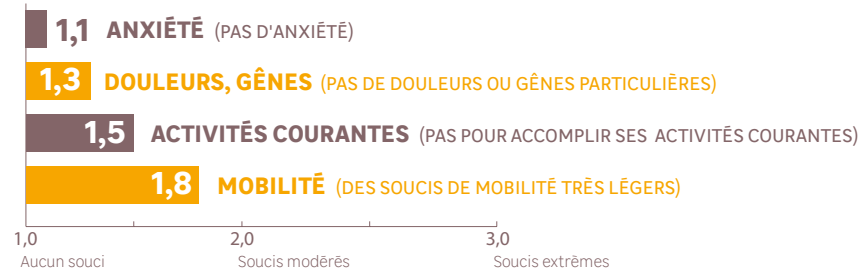 1,1 ANXIÉTÉ (PAS D'ANXIÉTÉ)
1,3 DOULEURS, GÊNES (PAS DE DOULEURS OU GÊNES PARTICULIÈRES)
1,5 ACTIVITÉS COURANTES (PAS POUR ACCOMPLIR SES ACTIVITÉS COURANTES)
1,8 MOBILITÉ (DES SOUCIS DE MOBILITÉ TRÈS LÉGERS)
1,0 2,0 3,0
Aucun souci Soucis modérés Soucis extrèmes